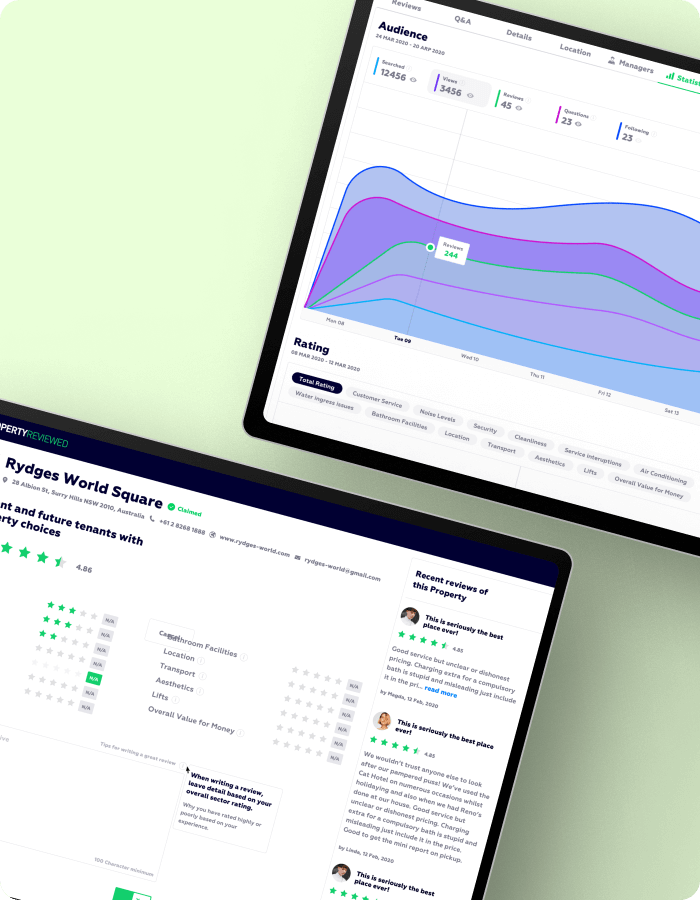 Reviews
Q&A
Details
Location
Managers
Audience
24 MAR 2020 - 20 ARP 2020
Searched
12456
Views
3456
Reviews
45
Questions
23
Following
23
Reviews
244
Mon 08
Tue 09
Wed 10
Thu 11
Fri 12
Sat 13
Rating
08 MAR 2020 - 12 MAR 2020
Total Rating
Customer Service
Noise Levels
Security
Cleanliness
Service interuptions
Air Conditioning
Water ingress issues
Bathroom Facilities
Location
Transport
Aesthetics
Lifts
Overall Value for Money
OPERTYREVIEWED
Rydges World Square
Claimed
28 Albion St, Surry Hills NSW 2010, Australia
+61 2 8268 1888
www.rydges-world.com
rydges-world@gmail.com
nt and future tenants with
erty choices
4.86
N/A
N/A
N/A
N/A
N/A
N/A
N/A
Bathroom Facilities
Location
Transport
Aesthetics
Lifts
Overall Value for Money
N/A
N/A
N/A
N/A
N/A
N/A
Tips for writing a great review
When writing a review,
leave detail based on your
overall sector rating.
Why you have rated highly or
poorly based on your
experience.
100 Character minimum
Recent reviews of
this Property
This is seriously the best
place ever!
4.85
Good service but unclear or dishonest
pricing. Charging extra for a compulsory
bath is stupid and misleading just include
it in the pri... read more
by Magda, 12 Feb, 2020
This is seriously the best place
ever!
4.85
We wouldn't trust anyone else to look
after our pampered puss! We've used the
Cat Hotel on numerous occasions whilst
holidaying and also when we had Reno's
done at our house. Good service but
unclear or dishonest pricing. Charging
extra for a compulsory bath is stupid and
misleading just include it in the price.
Good to get the mini report on pickup.
by Linda, 12 Feb, 2020
This is seriously the best
place ever!